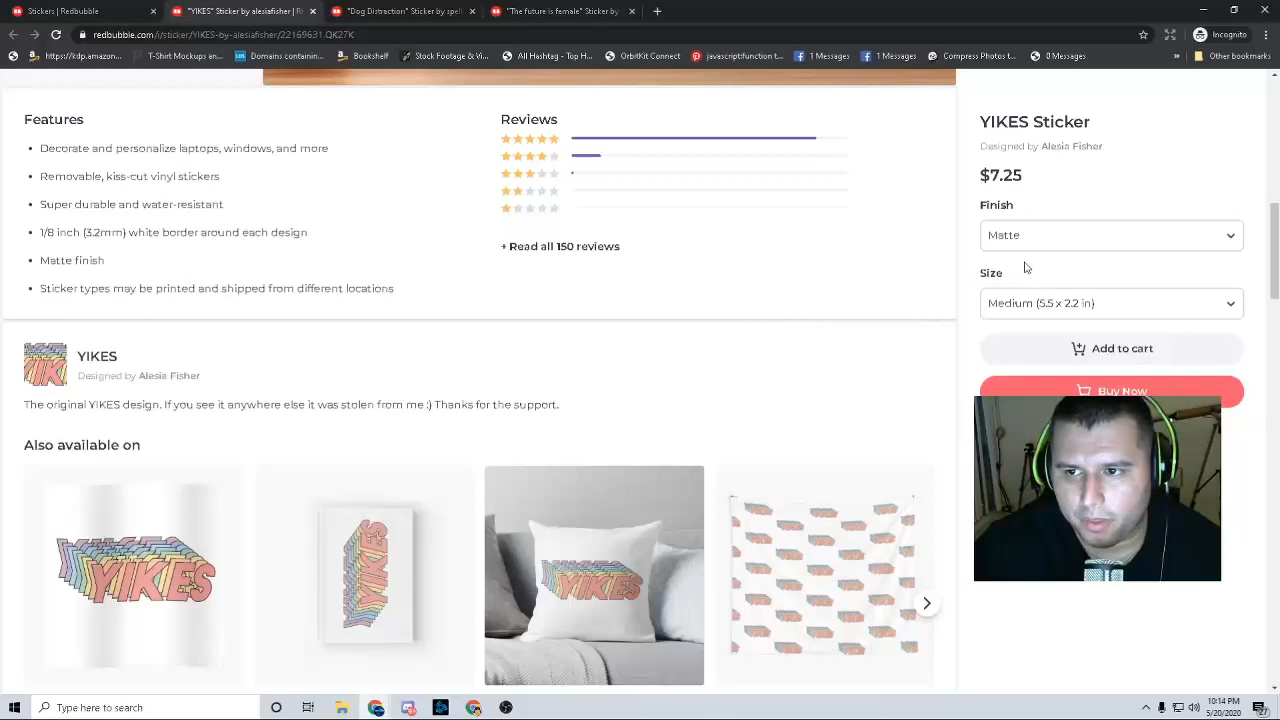 Stickers | Redbubble
"YIKES" Sticker by alesiafisher | R
"Dog Distraction" Sticker by
"The future is female" Sticker by
redbubble.com/i/sticker/YIKES-by-alesiafisher/22169631.QK27K
Incognito
https://kdp.amazon...
T-Shirt Mockups an...
Domains containin...
Bookshelf
Stock Footage & Vi...
All Hashtag - Top H...
OrbitKit Connect
javascriptfunction t...
1 Messages
1 Messages
Compress Photos t...
0 Messages
»
Other bookmarks
Features
Decorate and personalize laptops, windows, and more
Removable, kiss-cut vinyl stickers
Super durable and water-resistant
1/8 inch (3.2mm) white border around each design
Matte finish
Sticker types may be printed and shipped from different locations
Reviews
+ Read all 150 reviews
YIKES Sticker
Designed by Alesia Fisher
$7.25
Finish
Matte
Size
Medium (5.5 x 2.2 in)
Add to cart
Buy Now
YIKES
Designed by Alesia Fisher
The original YIKES design. If you see it anywhere else it was stolen from me :) Thanks for the support.
Also available on
YIKES
YIKES
YIKES
Type here to search
10:14 PM
5/20/2020
27